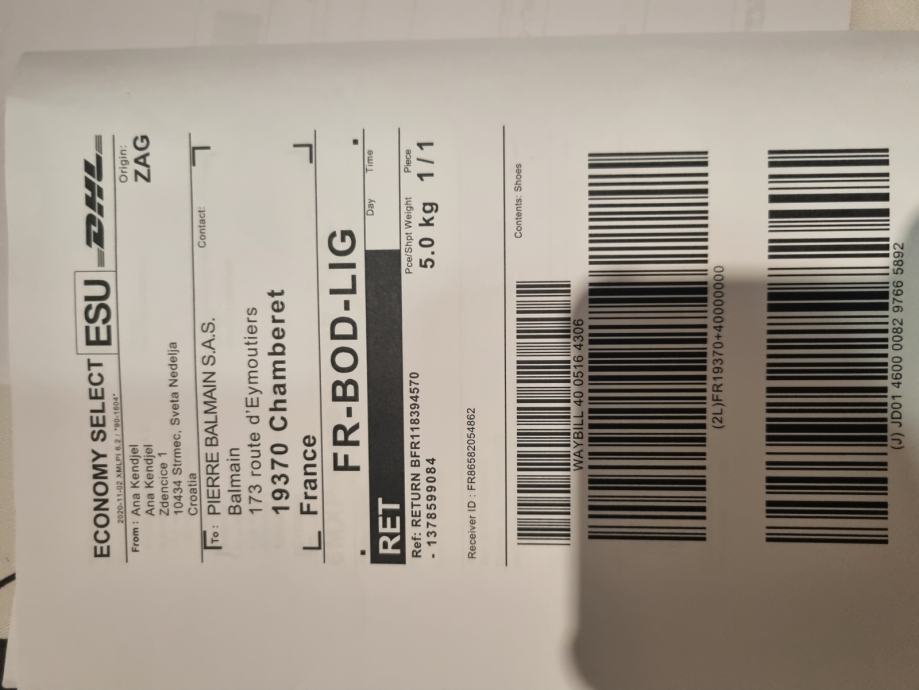 ECONOMY SELECT ESU DHL
2020-11-02 XMLPI 6.2 / *90-1604*
From : Ana Kendjel
Ana Kendjel
Zdencice 1
10434 Strmec, Sveta Nedelja
Croatia
Origin:
ZAG
To : PIERRE BALMAIN S.A.S.
Balmain
173 route d'Eymoutiers
19370 Chamberet
France
Contact:
FR-BOD-LIG
RET
Day Time
Ref: RETURN BFR118394570
- 1378599084
Pce/Shpt Weight
5.0 kg
Piece
1/1
Receiver ID : FR86582054862
Contents: Shoes
WAYBILL 40 0516 4306
(2L)FR19370+40000000
(J) JD01 4600 0082 9766 5892